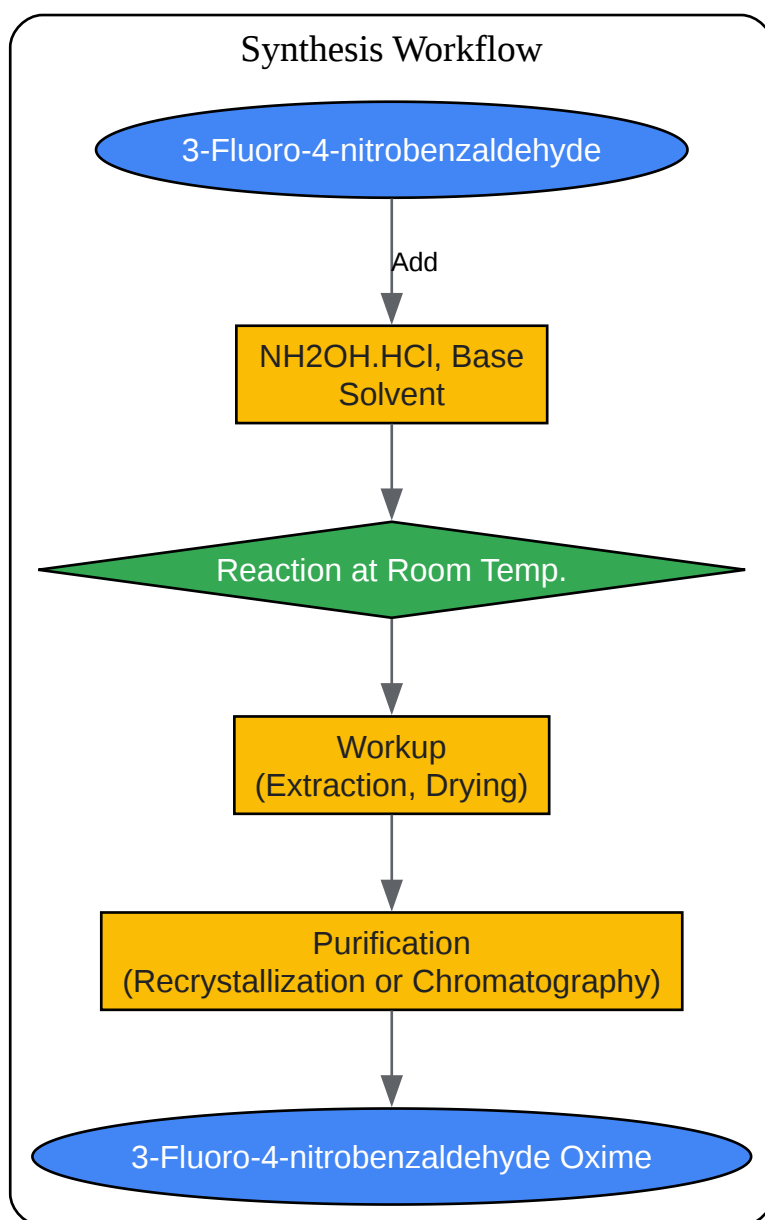 Synthesis Workflow
3-Fluoro-4-nitrobenzaldehyde
Add
NH2OH.HCl, Base
Solvent
Reaction at Room Temp.
Workup
(Extraction, Drying)
Purification
(Recrystallization or Chromatography)
3-Fluoro-4-nitrobenzaldehyde Oxime